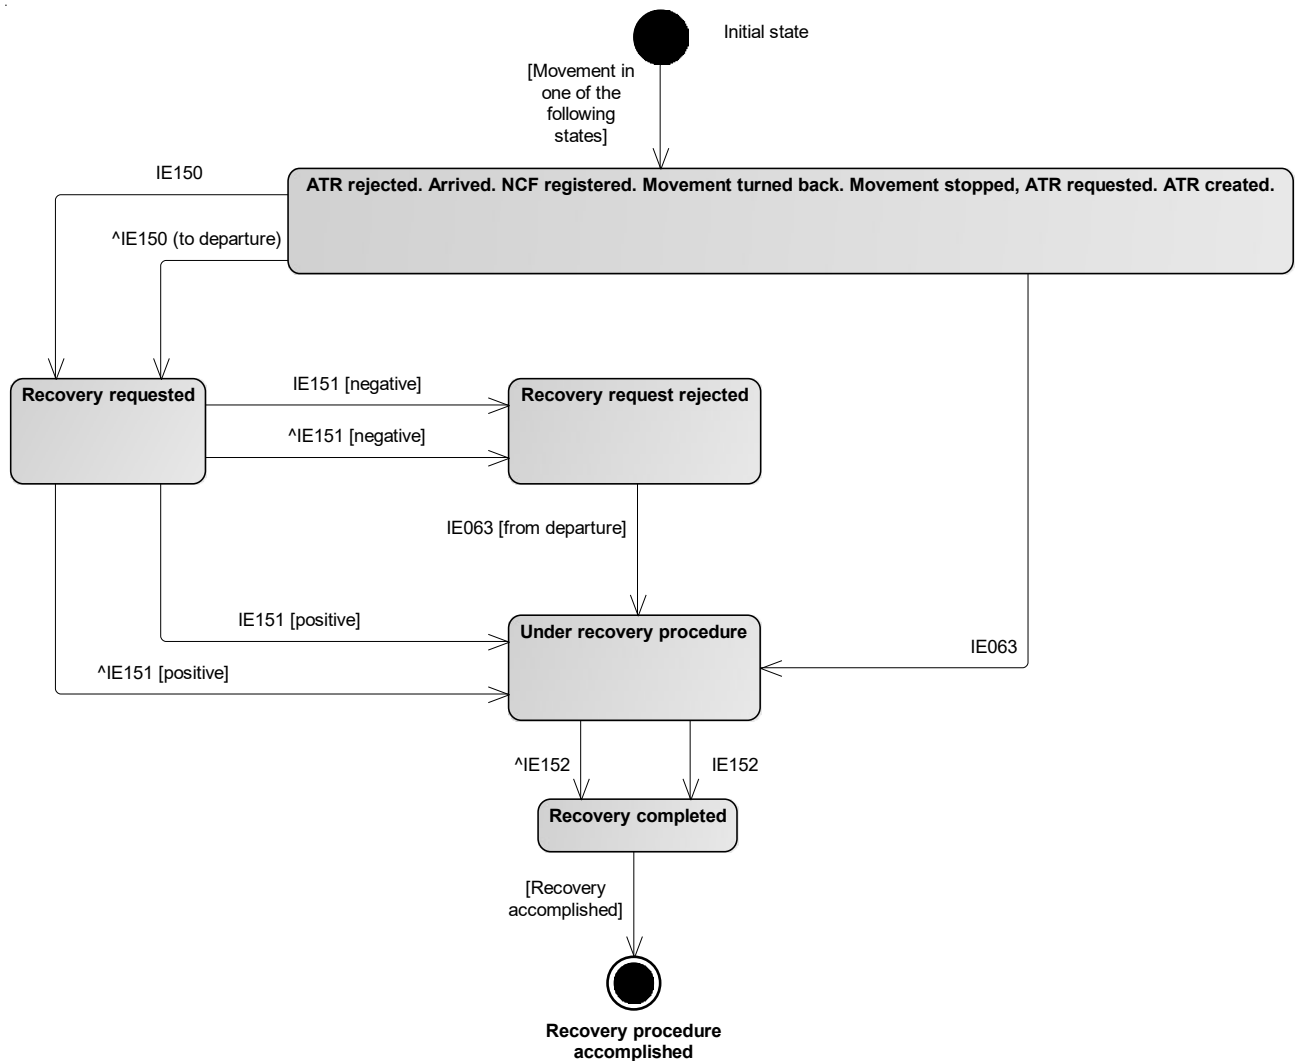 Initial state
[Movement in
one of the
following
states]
IE150
ATR rejected. Arrived. NCF registered. Movement turned back. Movement stopped, ATR requested. ATR created.
^IE150 (to departure)
Recovery requested
IE151 [negative]
Recovery request rejected
^IE151 [negative]
IE063 [from departure]
IE151 [positive]
Under recovery procedure
IE063
^IE151 [positive]
^IE152
IE152
Recovery completed
[Recovery
accomplished]
Recovery procedure
accomplished